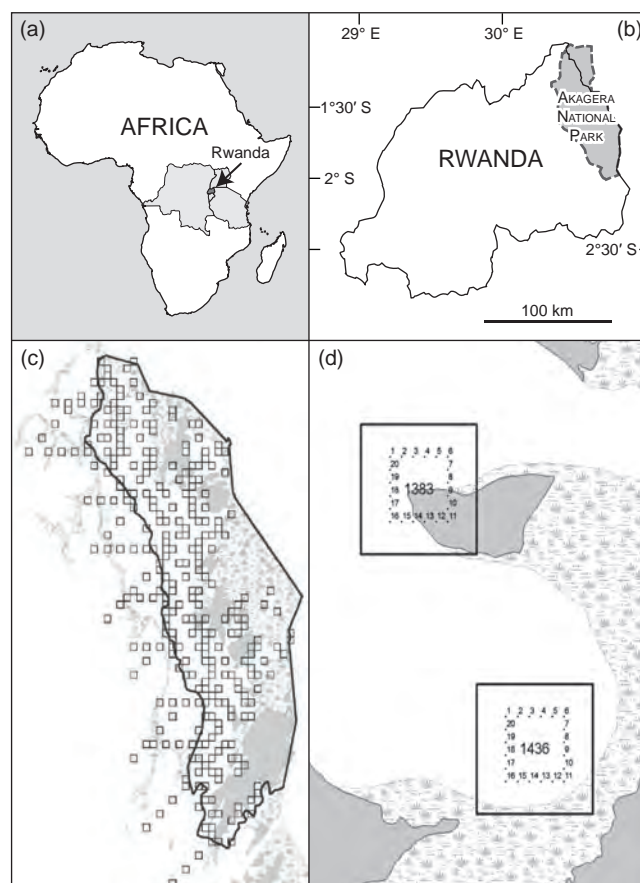 (a)
AFRICA
Rwanda
29° E
30° E
(b)
1°30′ S
2° S
2°30′ S
AKAGERA
NATIONAL
PARK
RWANDA
100 km
(c)
(d)
1 2 3 4 5 6
20 7
19 8
18 1383 9
17 10
16 15 14 13 12 11
1 2 3 4 5 6
20 7
19 8
18 1436 9
17 10
16 15 14 13 12 11